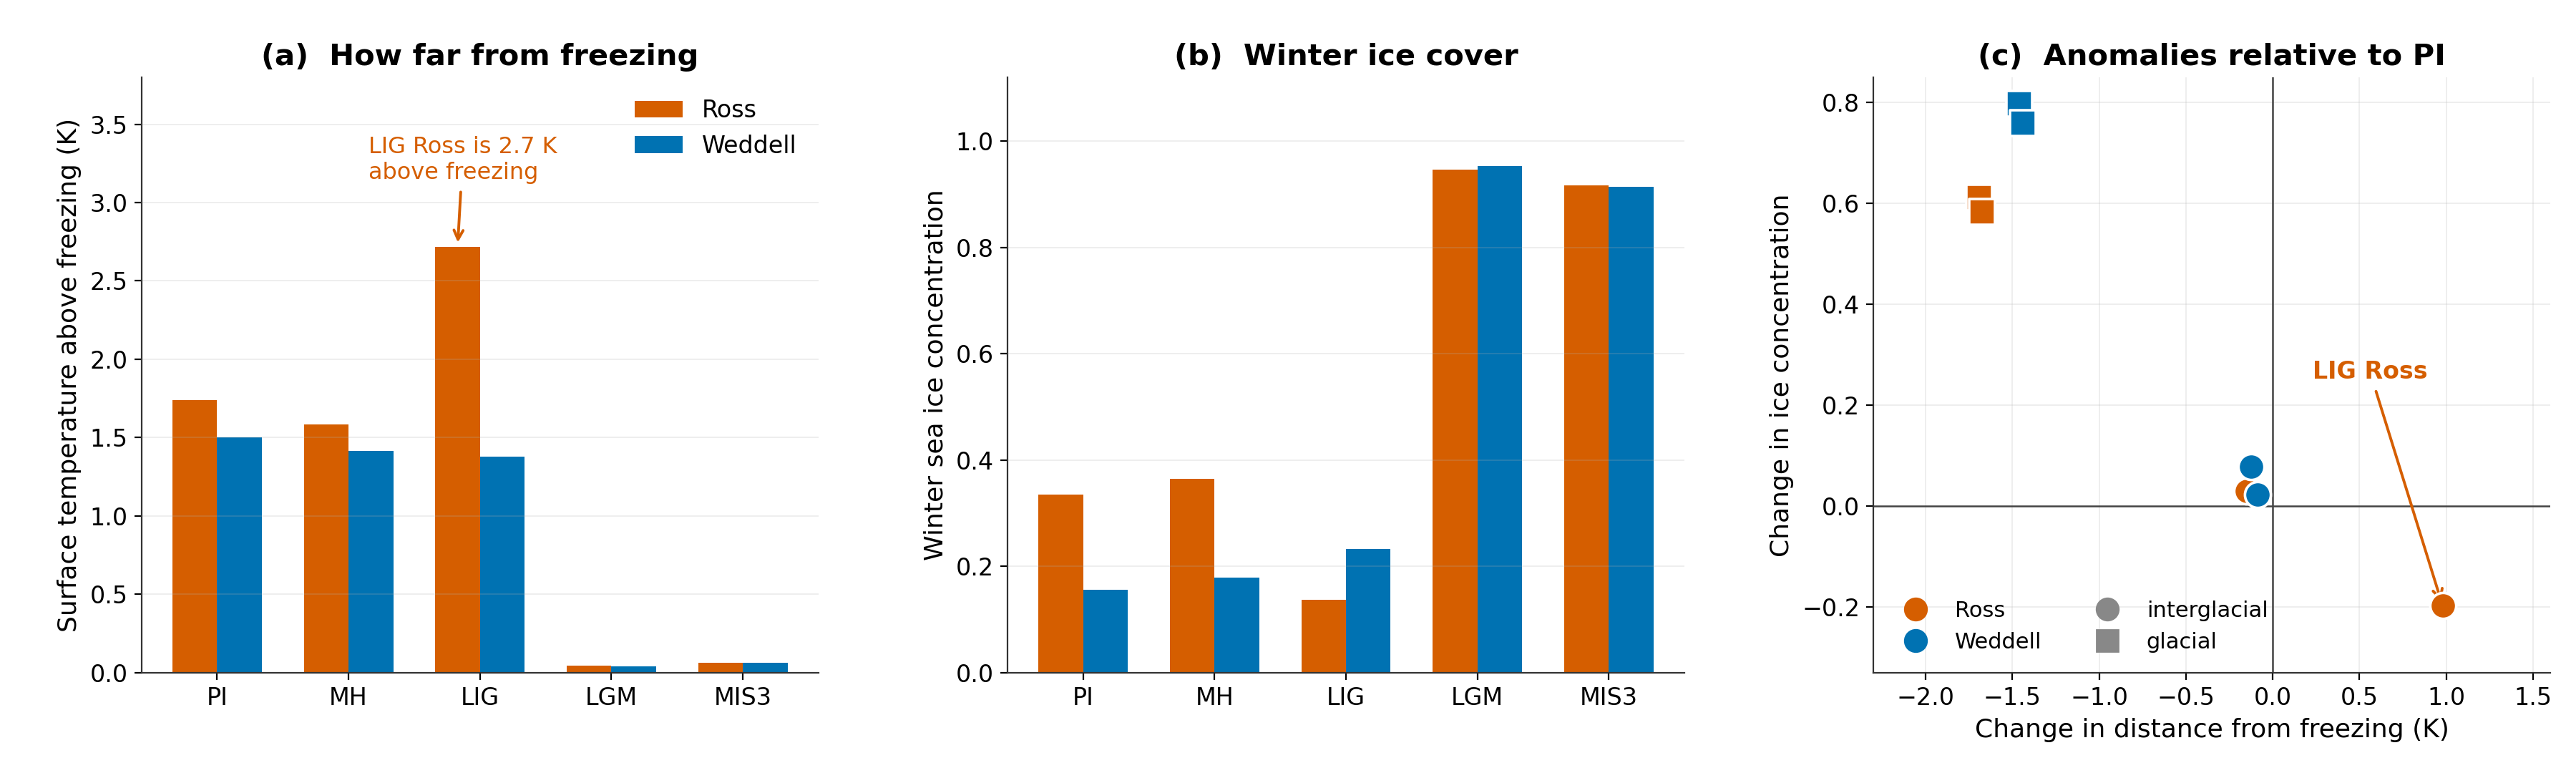 (a)  How far from freezing
Surface temperature above freezing (K)
3.5
3.0
2.5
2.0
1.5
1.0
0.5
0.0
LIG Ross is 2.7 K
above freezing
Ross
Weddell
PI
MH
LIG
LGM
MIS3
(b)  Winter ice cover
Winter sea ice concentration
1.0
0.8
0.6
0.4
0.2
0.0
PI
MH
LIG
LGM
MIS3
(c)  Anomalies relative to PI
Change in ice concentration
0.8
0.6
0.4
0.2
0.0
−0.2
LIG Ross
Ross
Weddell
interglacial
glacial
−2.0
−1.5
−1.0
−0.5
0.0
0.5
1.0
1.5
Change in distance from freezing (K)